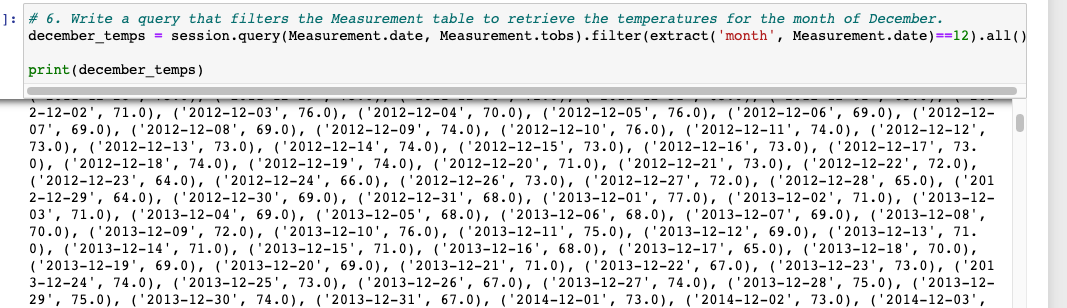 ]: # 6. Write a query that filters the Measurement table to retrieve the temperatures for the month of December.
december_temps = session.query(Measurement.date, Measurement.tobs).filter(extract('month', Measurement.date)==12).all()
print(december_temps)
2-12-02', 71.0), ('2012-12-03', 76.0), ('2012-12-04', 70.0), ('2012-12-05', 76.0), ('2012-12-06', 69.0), ('2012-12-
07', 69.0), ('2012-12-08', 69.0), ('2012-12-09', 74.0), ('2012-12-10', 76.0), ('2012-12-11', 74.0), ('2012-12-12',
73.0), ('2012-12-13', 73.0), ('2012-12-14', 74.0), ('2012-12-15', 73.0), ('2012-12-16', 73.0), ('2012-12-17', 73.
0), ('2012-12-18', 74.0), ('2012-12-19', 74.0), ('2012-12-20', 71.0), ('2012-12-21', 73.0), ('2012-12-22', 72.0),
('2012-12-23', 64.0), ('2012-12-24', 66.0), ('2012-12-26', 73.0), ('2012-12-27', 72.0), ('2012-12-28', 65.0), ('201
2-12-29', 64.0), ('2012-12-30', 69.0), ('2012-12-31', 68.0), ('2013-12-01', 77.0), ('2013-12-02', 71.0), ('2013-12-
03', 71.0), ('2013-12-04', 69.0), ('2013-12-05', 68.0), ('2013-12-06', 68.0), ('2013-12-07', 69.0), ('2013-12-08',
70.0), ('2013-12-09', 72.0), ('2013-12-10', 76.0), ('2013-12-11', 75.0), ('2013-12-12', 69.0), ('2013-12-13', 71.
0), ('2013-12-14', 71.0), ('2013-12-15', 71.0), ('2013-12-16', 68.0), ('2013-12-17', 65.0), ('2013-12-18', 70.0),
('2013-12-19', 69.0), ('2013-12-20', 69.0), ('2013-12-21', 71.0), ('2013-12-22', 67.0), ('2013-12-23', 73.0), ('201
3-12-24', 74.0), ('2013-12-25', 73.0), ('2013-12-26', 67.0), ('2013-12-27', 74.0), ('2013-12-28', 75.0), ('2013-12-
29', 75.0), ('2013-12-30', 74.0), ('2013-12-31', 67.0), ('2014-12-01', 73.0), ('2014-12-02', 73.0), ('2014-12-03',